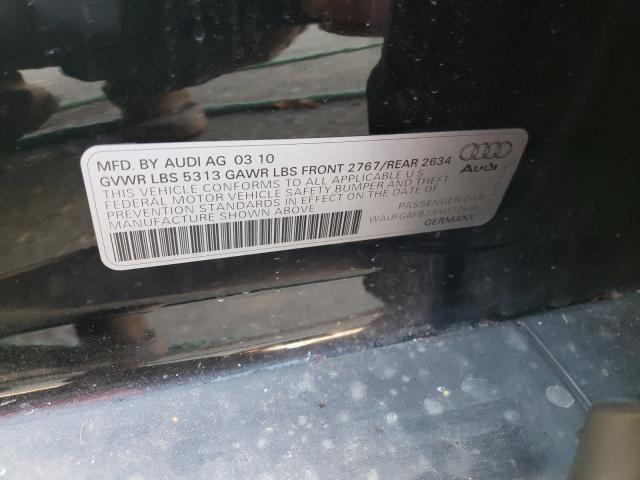 MFD. BY AUDI AG 03 10
GVWR LBS 5313 GAWR LBS FRONT 2767/REAR 2634
THIS VEHICLE CONFORMS TO ALL APPLICABLE U.S
FEDERAL MOTOR VEHICLE SAFETY,BUMPER AND THEFT
PREVENTION STANDARDS IN EFFECT ON THE DATE OF
MANUFACTURE SHOWN ABOVE
Audi
PASSENGER CAR
GERMANY